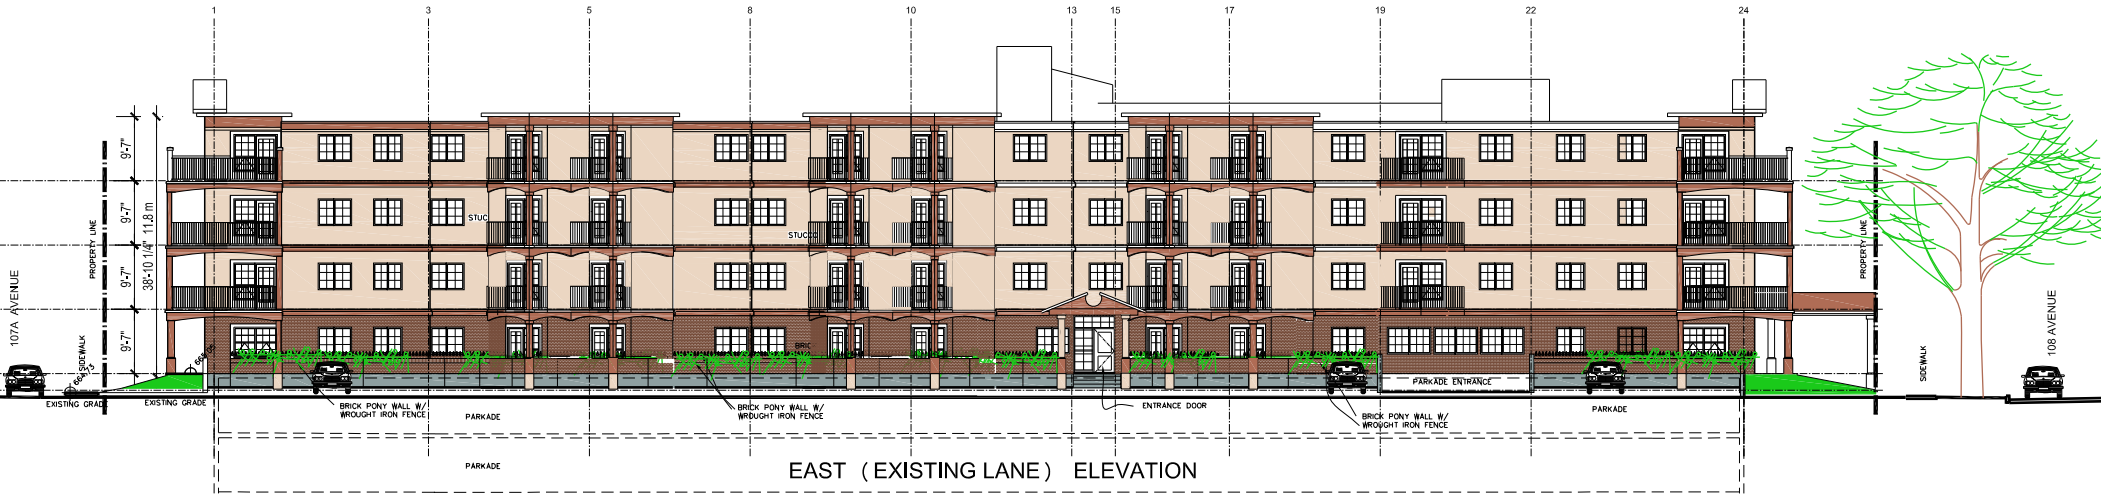 1 3 5 8 10 13 15 17 19 22 24
9'-7"
9'-7"
9'-7"
9'-7"
11.8 m
38'-10 1/4"
107A AVENUE
SIDEWALK
PROPERTY LINE
664.73
EXISTING GRADE
EXISTING GRADE
STUC
STUCCO
BRIC
BRICK PONY WALL W/
WROUGHT IRON FENCE
PARKADE
BRICK PONY WALL W/
WROUGHT IRON FENCE
ENTRANCE DOOR
PARKADE ENTRANCE
BRICK PONY WALL W/
WROUGHT IRON FENCE
PARKADE
PROPERTY LINE
SIDEWALK
108 AVENUE
PARKADE
EAST (EXISTING LANE) ELEVATION